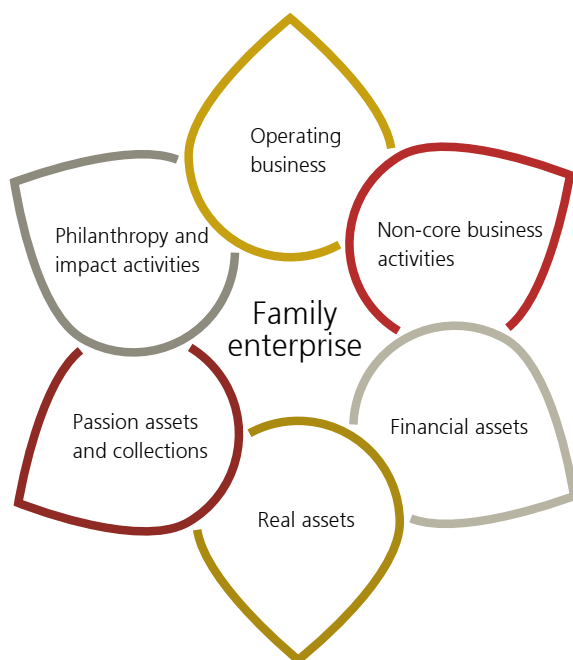 Operating
business
Non-core business
activities
Philanthropy and
impact activities
Family
enterprise
Passion assets
and collections
Financial assets
Real assets